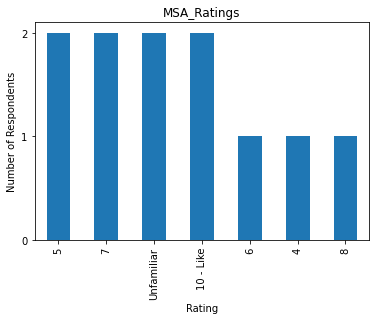 MSA_Ratings
Number of Respondents
2
1
0
5
7
Unfamiliar
10 - Like
6
4
8
Rating